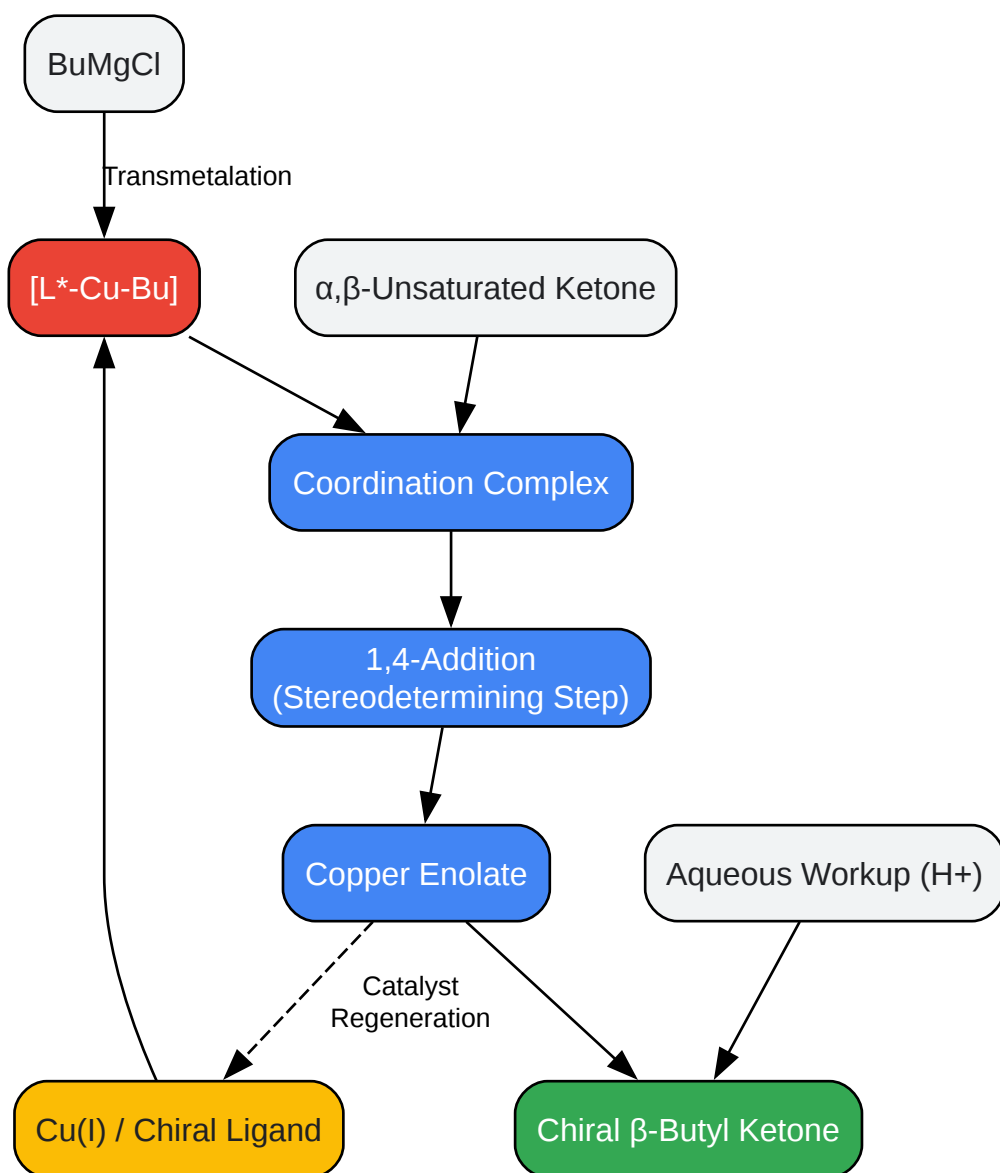 BuMgCl
Transmetalation
[L*-Cu-Bu]
α,β-Unsaturated Ketone
Coordination Complex
1,4-Addition
(Stereodetermining Step)
Copper Enolate
Aqueous Workup (H+)
Catalyst
Regeneration
Cu(I) / Chiral Ligand
Chiral β-Butyl Ketone